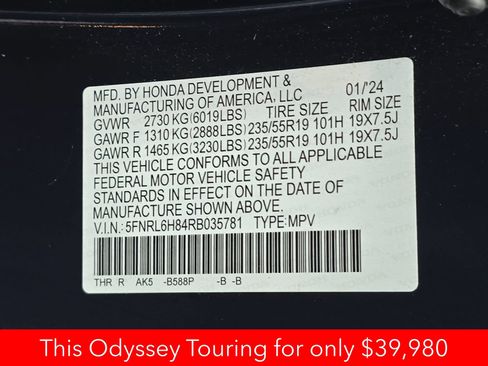 MFD. BY HONDA DEVELOPMENT &
MANUFACTURING OF AMERICA, LLC 01/'24
GVWR 2730 KG(6019LBS) TIRE SIZE RIM SIZE
GAWR F 1310 KG(2888LBS) 235/55R19 101H 19X7.5J
GAWR R 1465 KG(3230LBS) 235/55R19 101H 19X7.5J
THIS VEHICLE CONFORMS TO ALL APPLICABLE
FEDERAL MOTOR VEHICLE SAFETY
STANDARDS IN EFFECT ON THE DATE OF
MANUFACTURE SHOWN ABOVE.
V.I.N.: 5FNRL6H84RB035781 TYPE:MPV
THR R AK5 -B588P -B -B
This Odyssey Touring for only $39,980